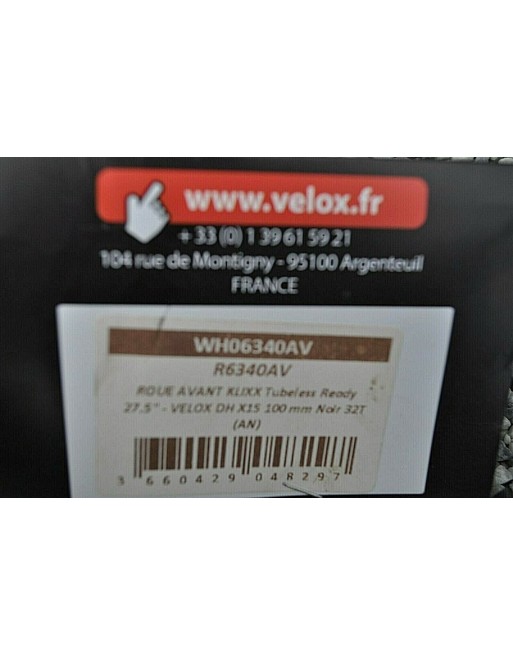 www.velox.fr
+33 (0) 1 39 61 59 21
104 rue de Montigny - 95100 Argenteuil
FRANCE
WH06340AV
R6340AV
ROUE AVANT KLIXX Tubeless Ready
27.5" - VELOX DH X15 100 mm Noir 32T
(AN)
3 660429 048297